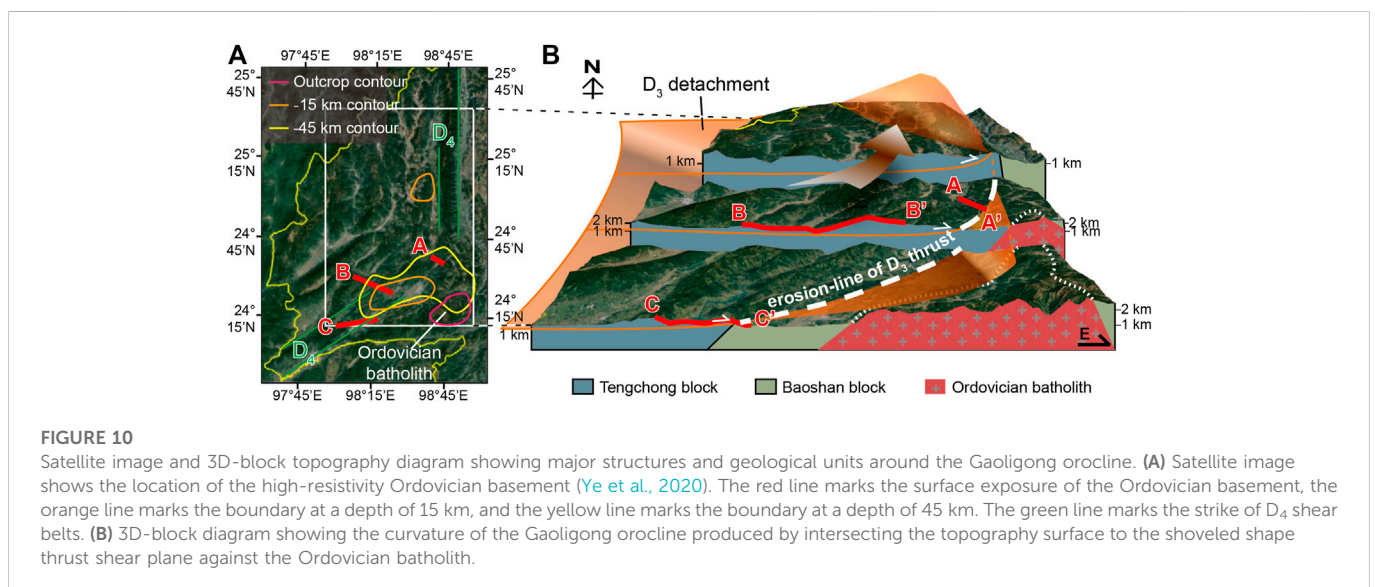 A
97°45'E 98°15'E 98°45'E
25°
45'N
25°
15'N
24°
45'N
24°
15'N
Outcrop contour
-15 km contour
-45 km contour
D4
A
B
C
D4
Ordovician
batholith
25°
45'N
25°
15'N
24°
45'N
24°
15'N
97°45'E 98°15'E 98°45'E
B
N
D3 detachment
1 km
1 km
A
A'
B
B'
2 km
1 km
2 km
1 km
erosion-line of D3 thrust
C
C'
1 km
2 km
1 km
E
Tengchong block
Baoshan block
Ordovician batholith
FIGURE 10
Satellite image and 3D-block topography diagram showing major structures and geological units around the Gaoligong orocline. (A) Satellite image
shows the location of the high-resistivity Ordovician basement (Ye et al., 2020). The red line marks the surface exposure of the Ordovician basement, the
orange line marks the boundary at a depth of 15 km, and the yellow line marks the boundary at a depth of 45 km. The green line marks the strike of D4 shear
belts. (B) 3D-block diagram showing the curvature of the Gaoligong orocline produced by intersecting the topography surface to the shoveled shape
thrust shear plane against the Ordovician batholith.